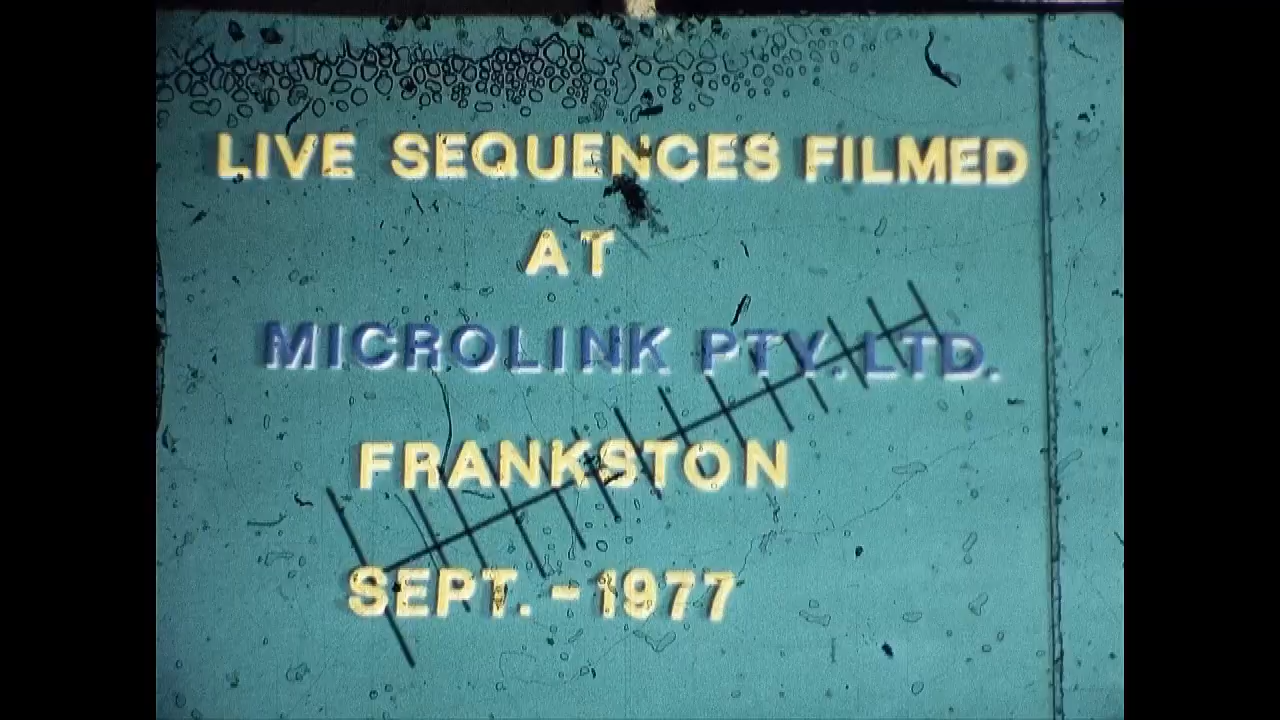 LIVE SEQUENCES FILMED
AT
MICROLINK PTY. LTD.
FRANKSTON
SEPT. - 1977